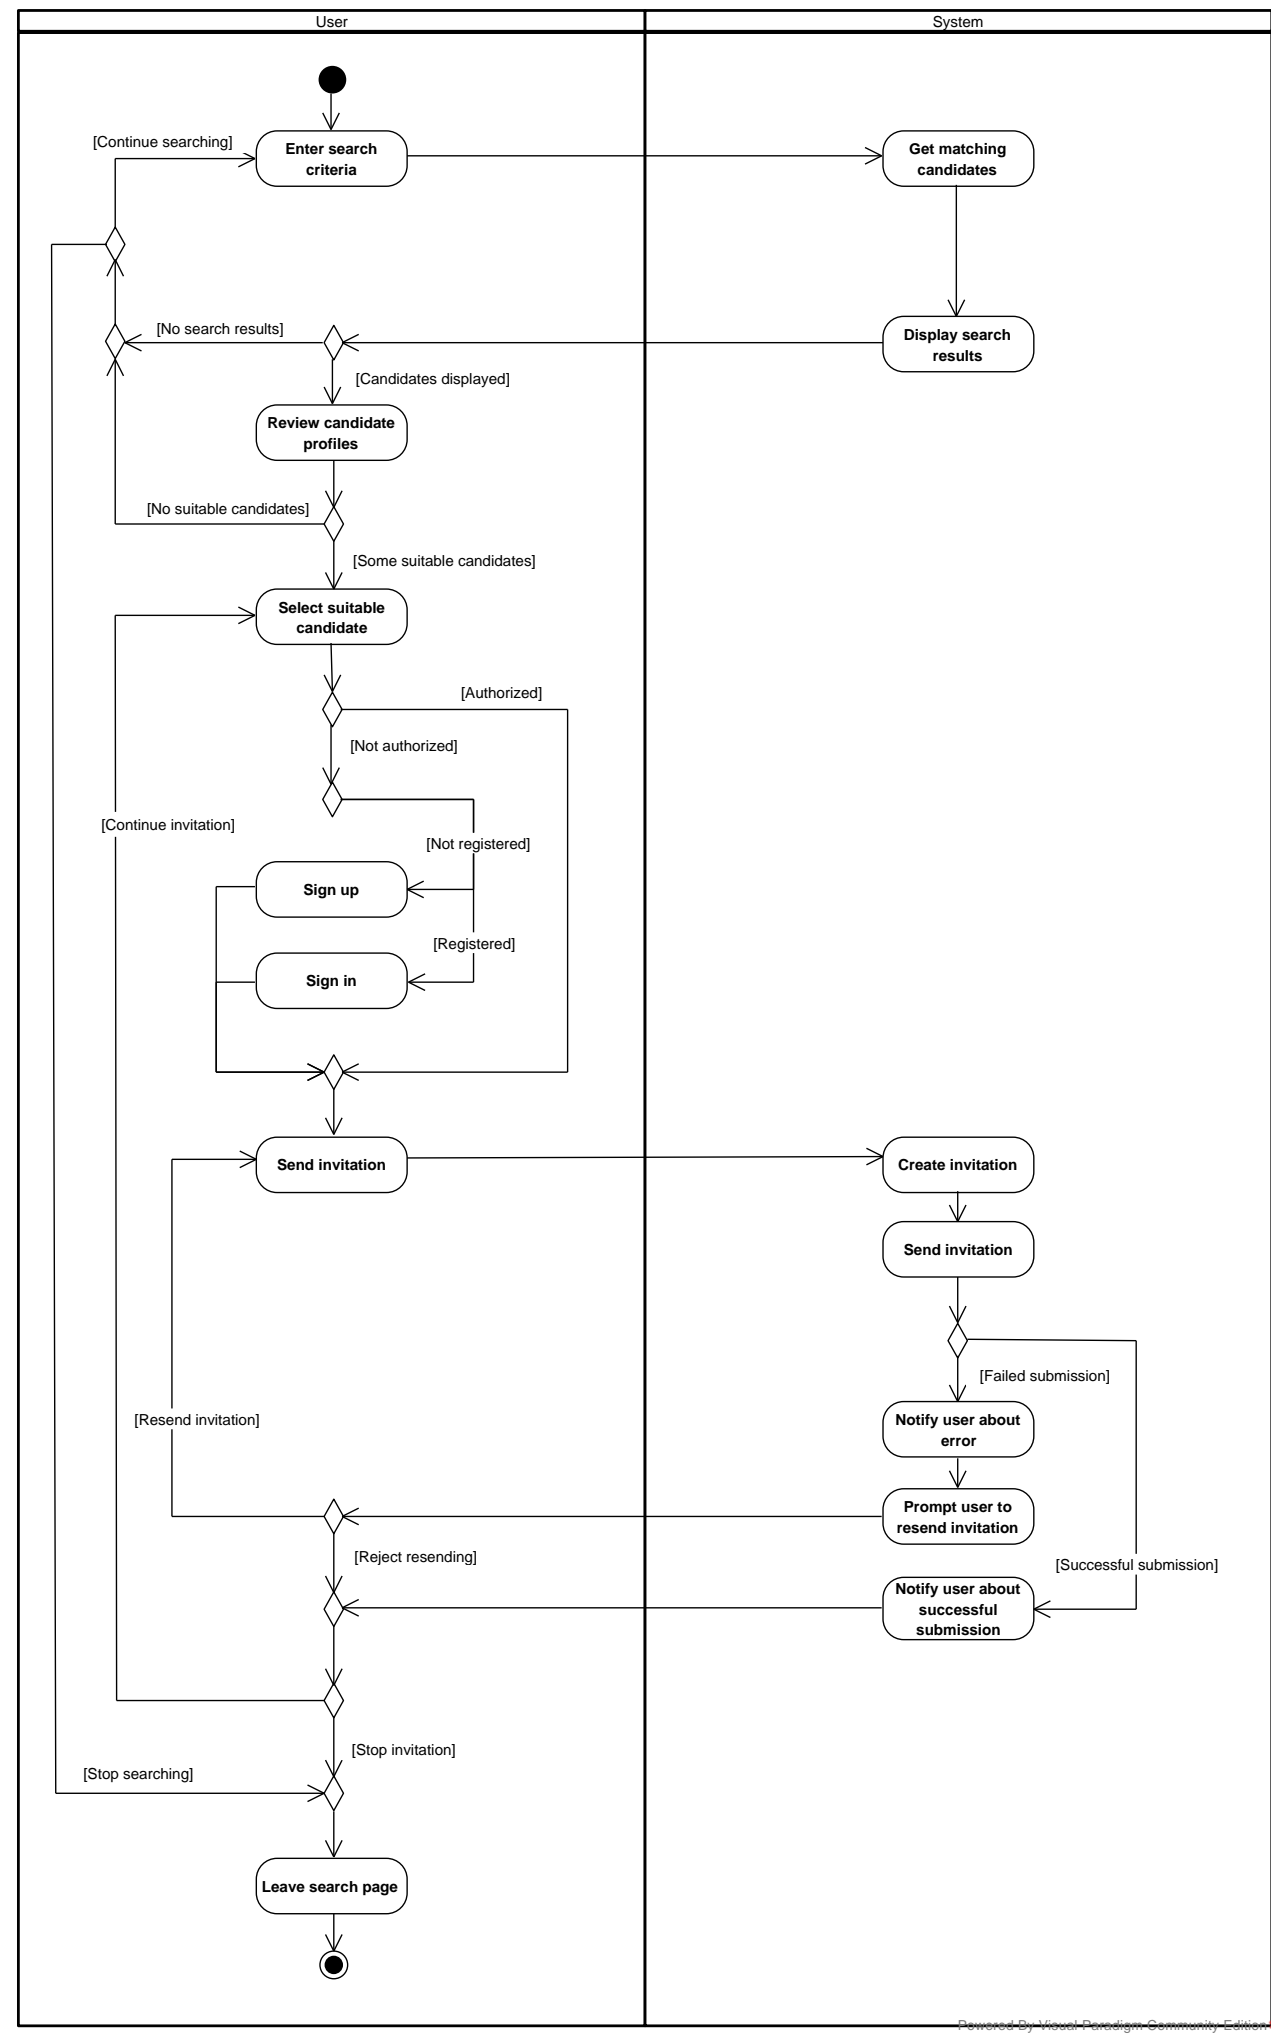 User
System
[Continue searching]
Enter search
criteria
Get matching
candidates
[No search results]
Display search
results
[Candidates displayed]
Review candidate
profiles
[No suitable candidates]
[Some suitable candidates]
Select suitable
candidate
[Authorized]
[Not authorized]
[Continue invitation]
[Not registered]
Sign up
[Registered]
Sign in
Send invitation
Create invitation
Send invitation
[Failed submission]
[Resend invitation]
Notify user about
error
Prompt user to
resend invitation
[Reject resending]
[Successful submission]
Notify user about
successful
submission
[Stop invitation]
[Stop searching]
Leave search page
Powered By Visual Paradigm Community Edition